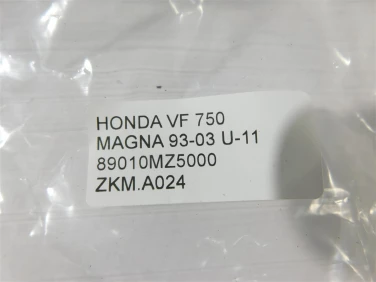 HONDA VF 750
MAGNA 93-03 U-11
89010MZ5000
ZKM.A024